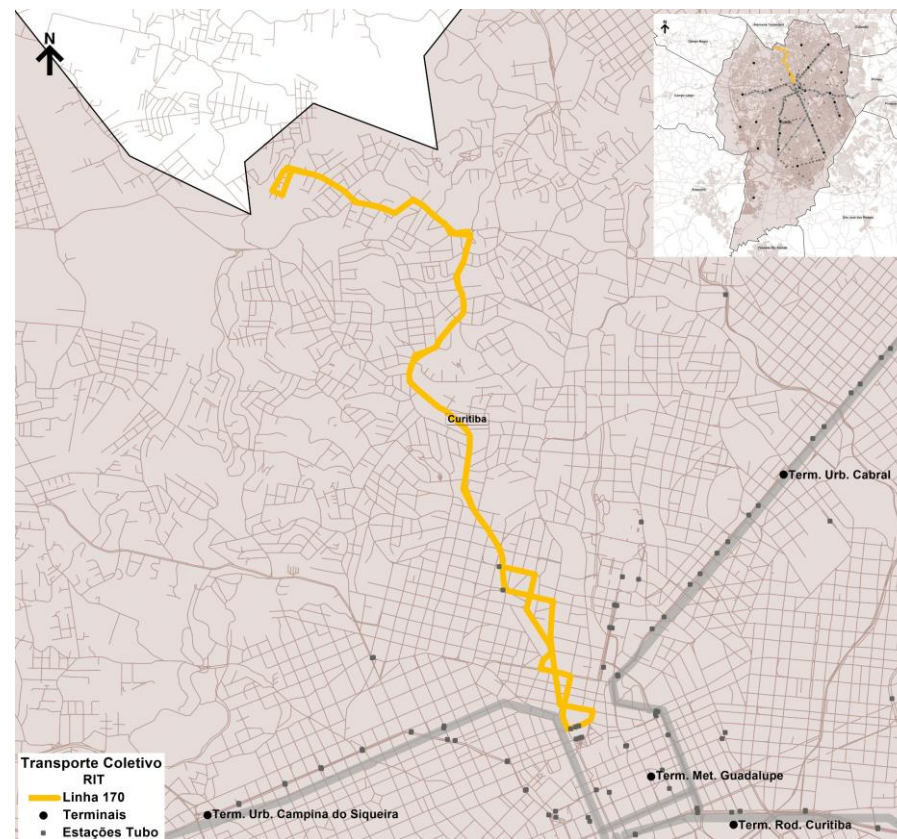 N
N
Curitiba
Term. Urb. Cabral
Term. Met. Guadalupe
Term. Urb. Campina do Siqueira
Term. Rod. Curitiba
Transporte Coletivo
RIT
Linha 170
Terminais
Estações Tubo